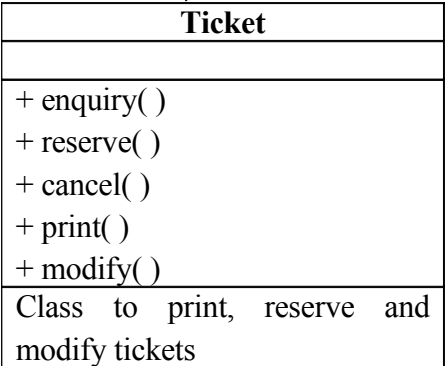 Ticket
+ enquiry( )
+ reserve( )
+ cancel( )
+ print( )
+ modify( )
Class to print, reserve and
modify tickets